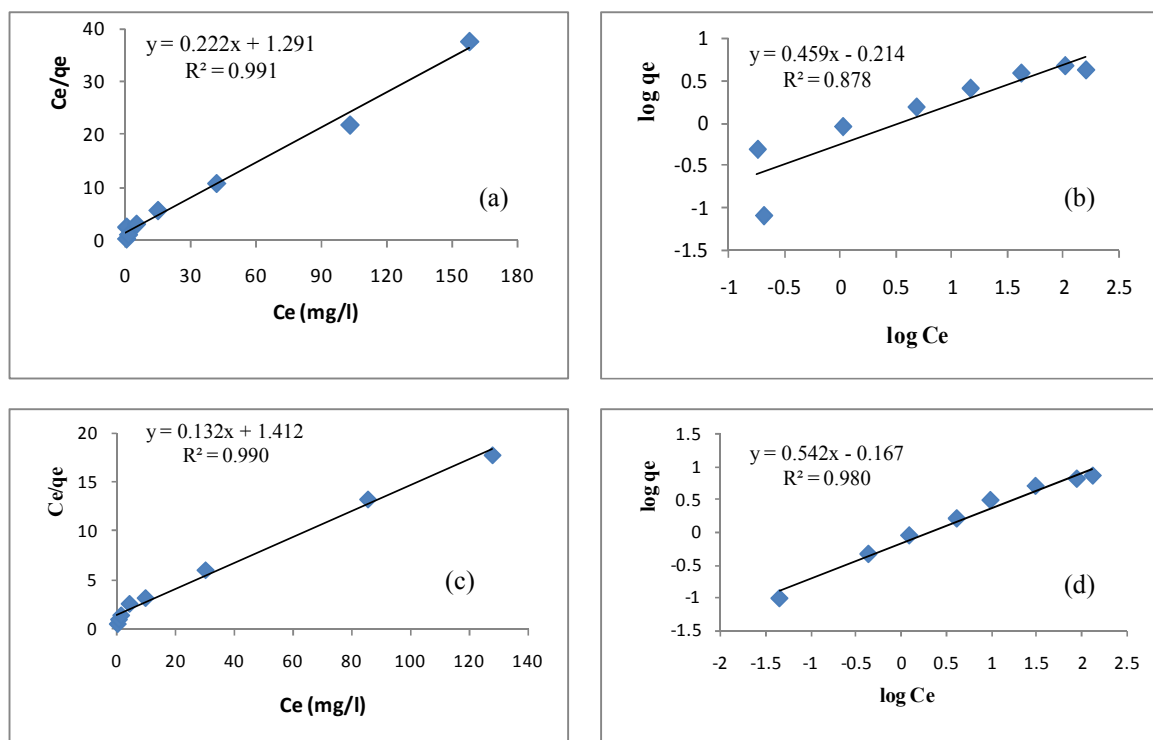 y = 0.222x + 1.291
R² = 0.991
Ce/qe
40
30
20
10
0
0 30 60 90 120 150 180
Ce (mg/l)
(a)
y = 0.459x - 0.214
R² = 0.878
log qe
1
0.5
0
-0.5
-1
-1.5
-1 -0.5 0 0.5 1 1.5 2 2.5
log Ce
(b)
y = 0.132x + 1.412
R² = 0.990
Ce/qe
20
15
10
5
0
0 20 40 60 80 100 120 140
Ce (mg/l)
(c)
y = 0.542x - 0.167
R² = 0.980
log qe
1.5
1
0.5
0
-0.5
-1
-1.5
-2 -1.5 -1 -0.5 0 0.5 1 1.5 2 2.5
log Ce
(d)